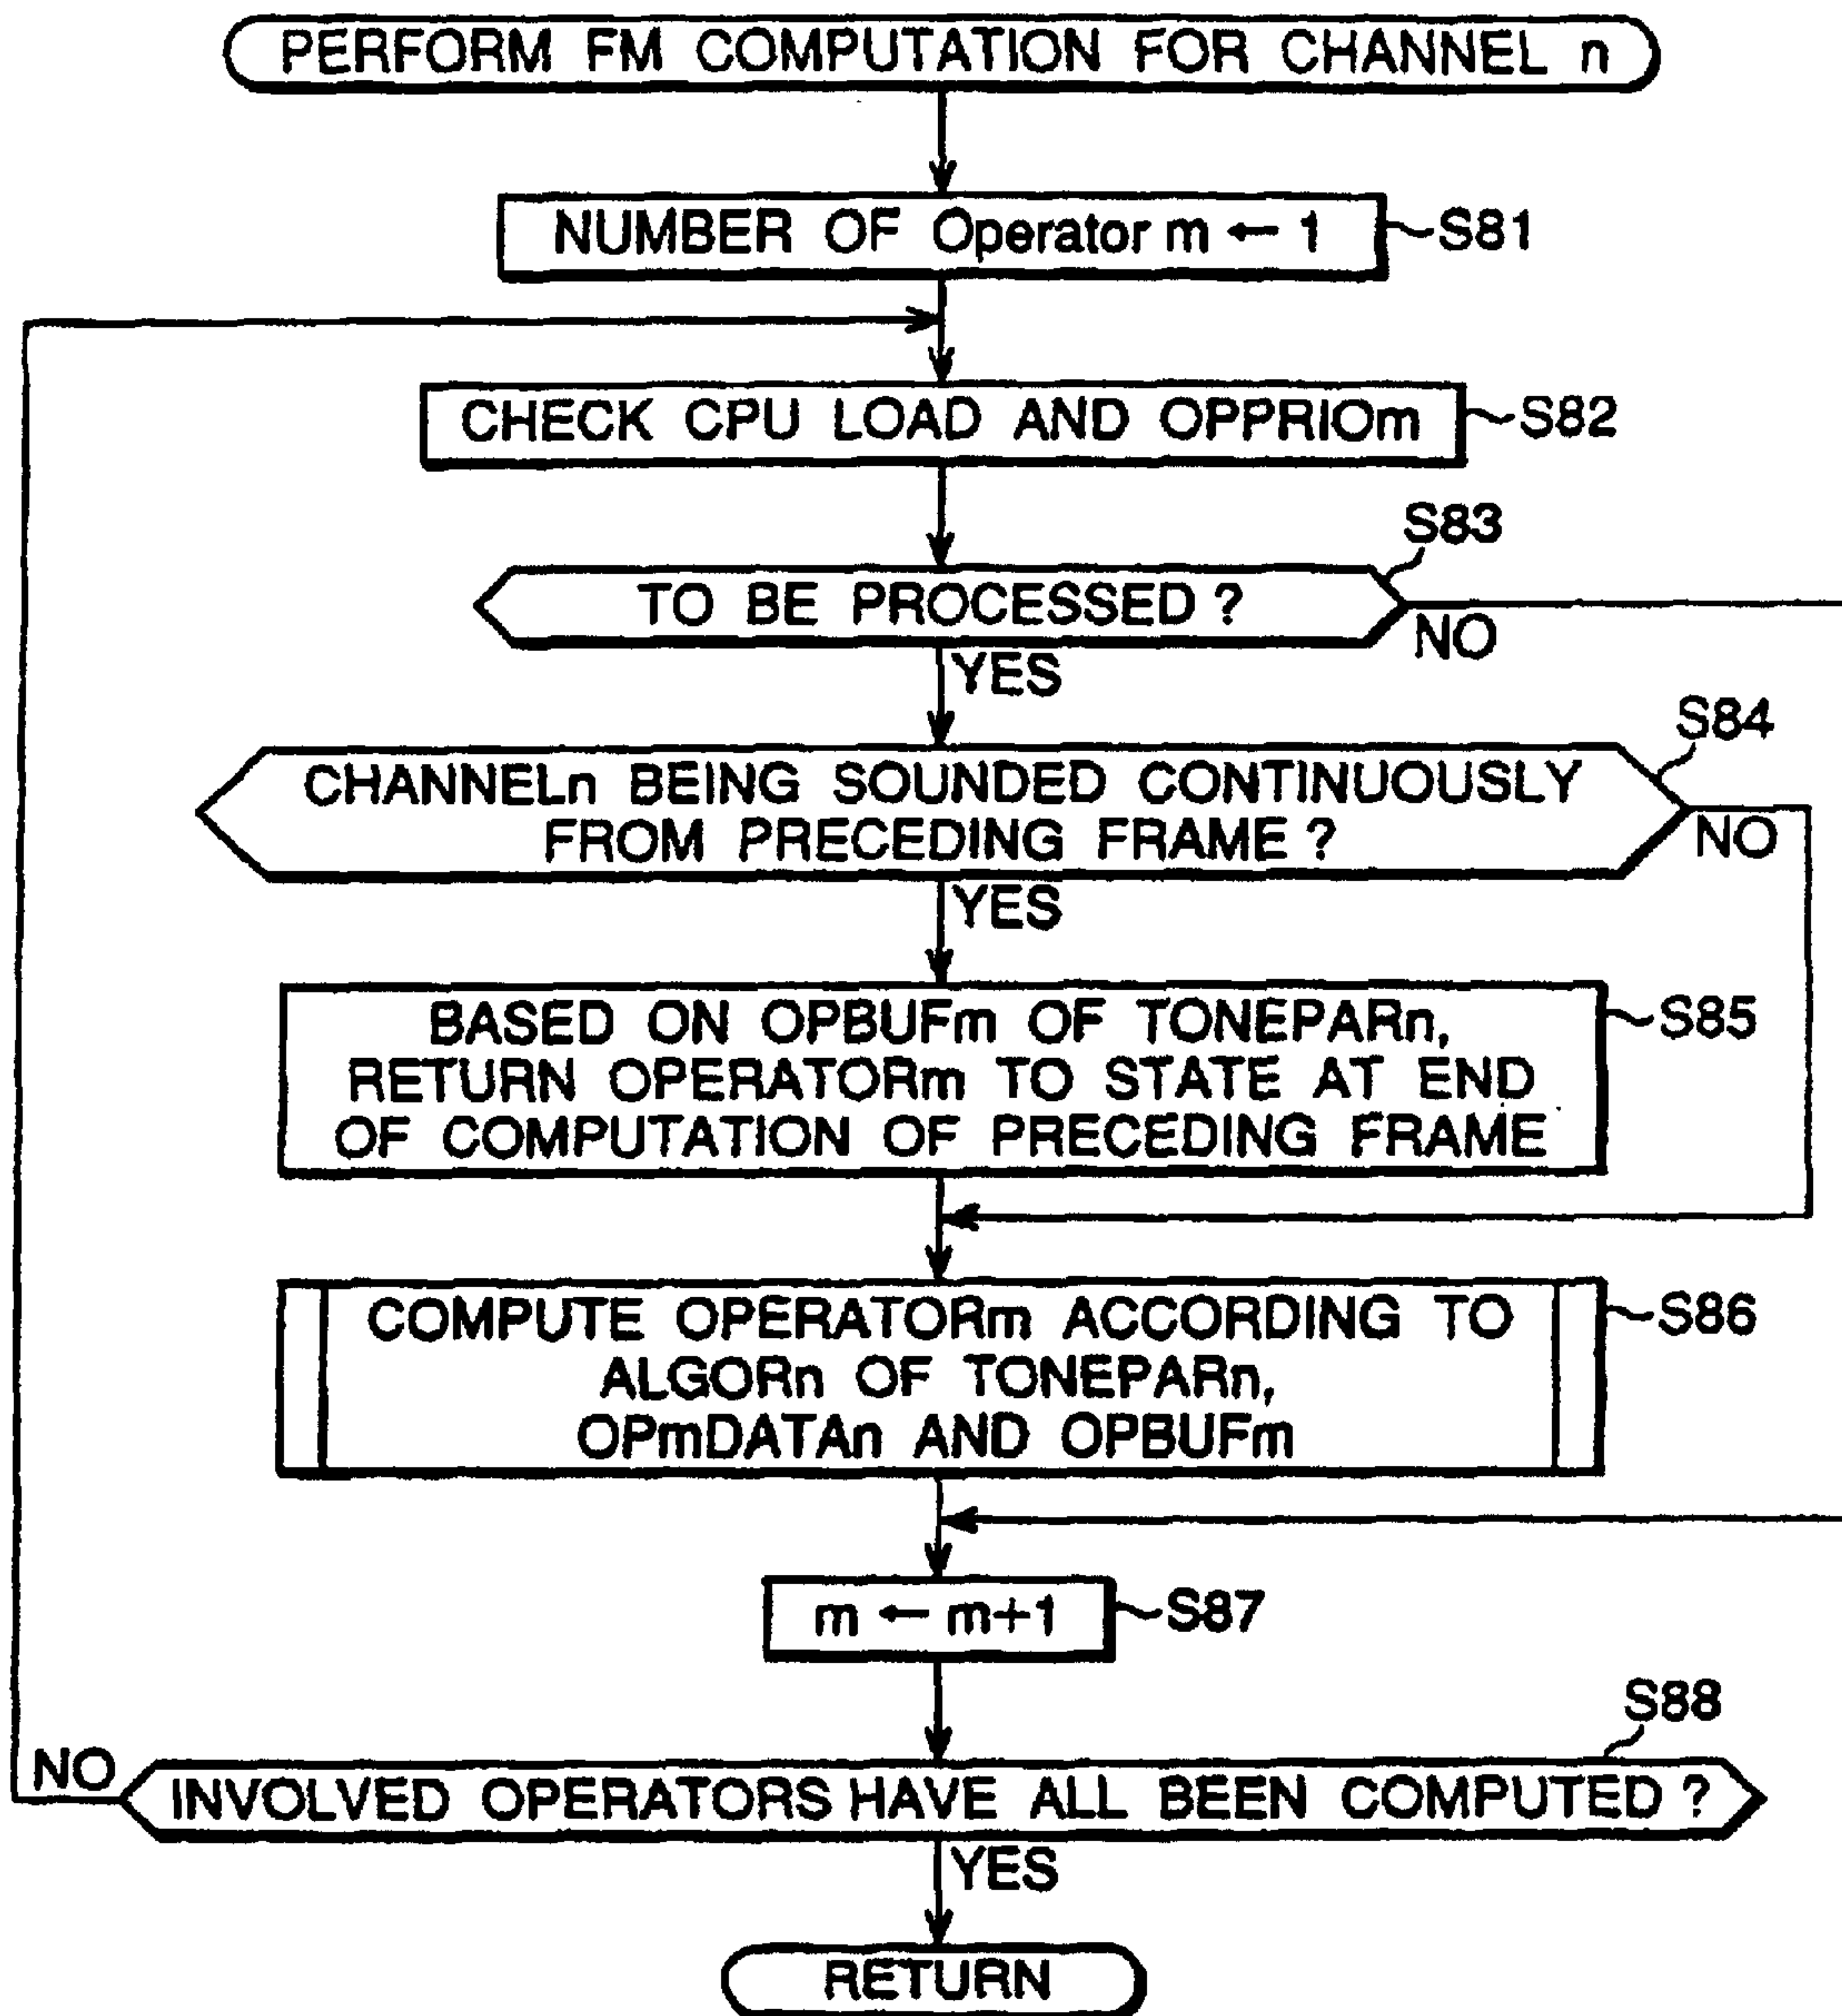 PERFORM FM COMPUTATION FOR CHANNEL n
NUMBER OF Operator m ← 1
S81
CHECK CPU LOAD AND OPPRIOm
S82
S83
TO BE PROCESSED ?
NO
YES
S84
CHANNELn BEING SOUNDED CONTINUOUSLY
FROM PRECEDING FRAME ?
NO
YES
BASED ON OPBUFm OF TONEPARn,
RETURN OPERATORm TO STATE AT END
OF COMPUTATION OF PRECEDING FRAME
S85
COMPUTE OPERATORm ACCORDING TO
ALGORn OF TONEPARn,
OPmDATAn AND OPBUFm
S86
m ← m+1
S87
S88
NO
INVOLVED OPERATORS HAVE ALL BEEN COMPUTED ?
YES
RETURN